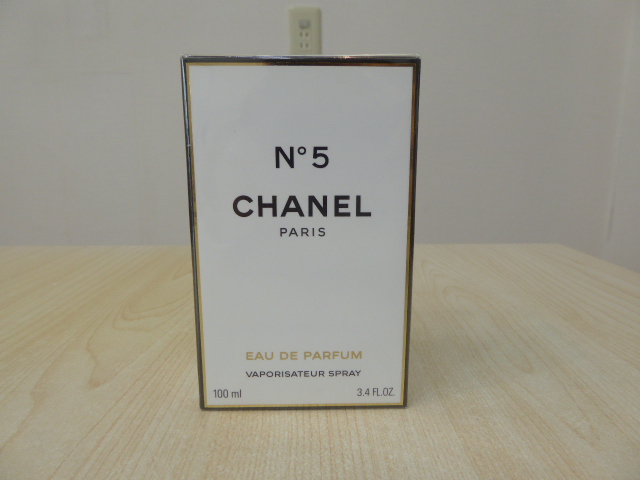 N°5
CHANEL
PARIS
EAU DE PARFUM
VAPORISATEUR SPRAY
100 ml 3.4 FL.OZ.